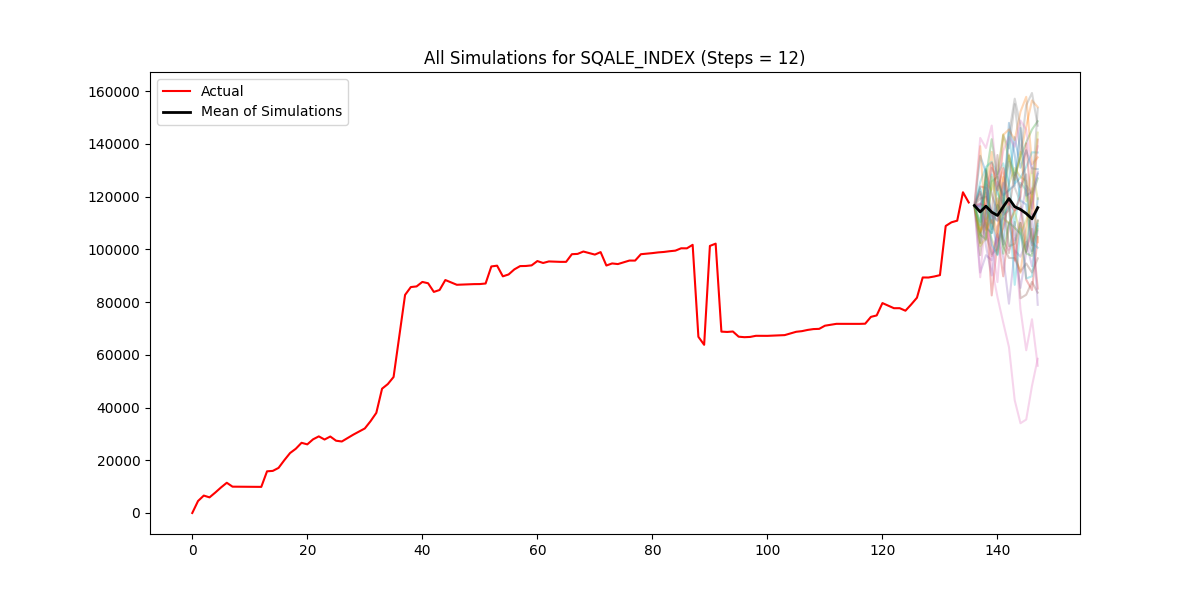 All Simulations for SQALE_INDEX (Steps = 12)
Actual
Mean of Simulations
160000
140000
120000
100000
80000
60000
40000
20000
0
0 20 40 60 80 100 120 140